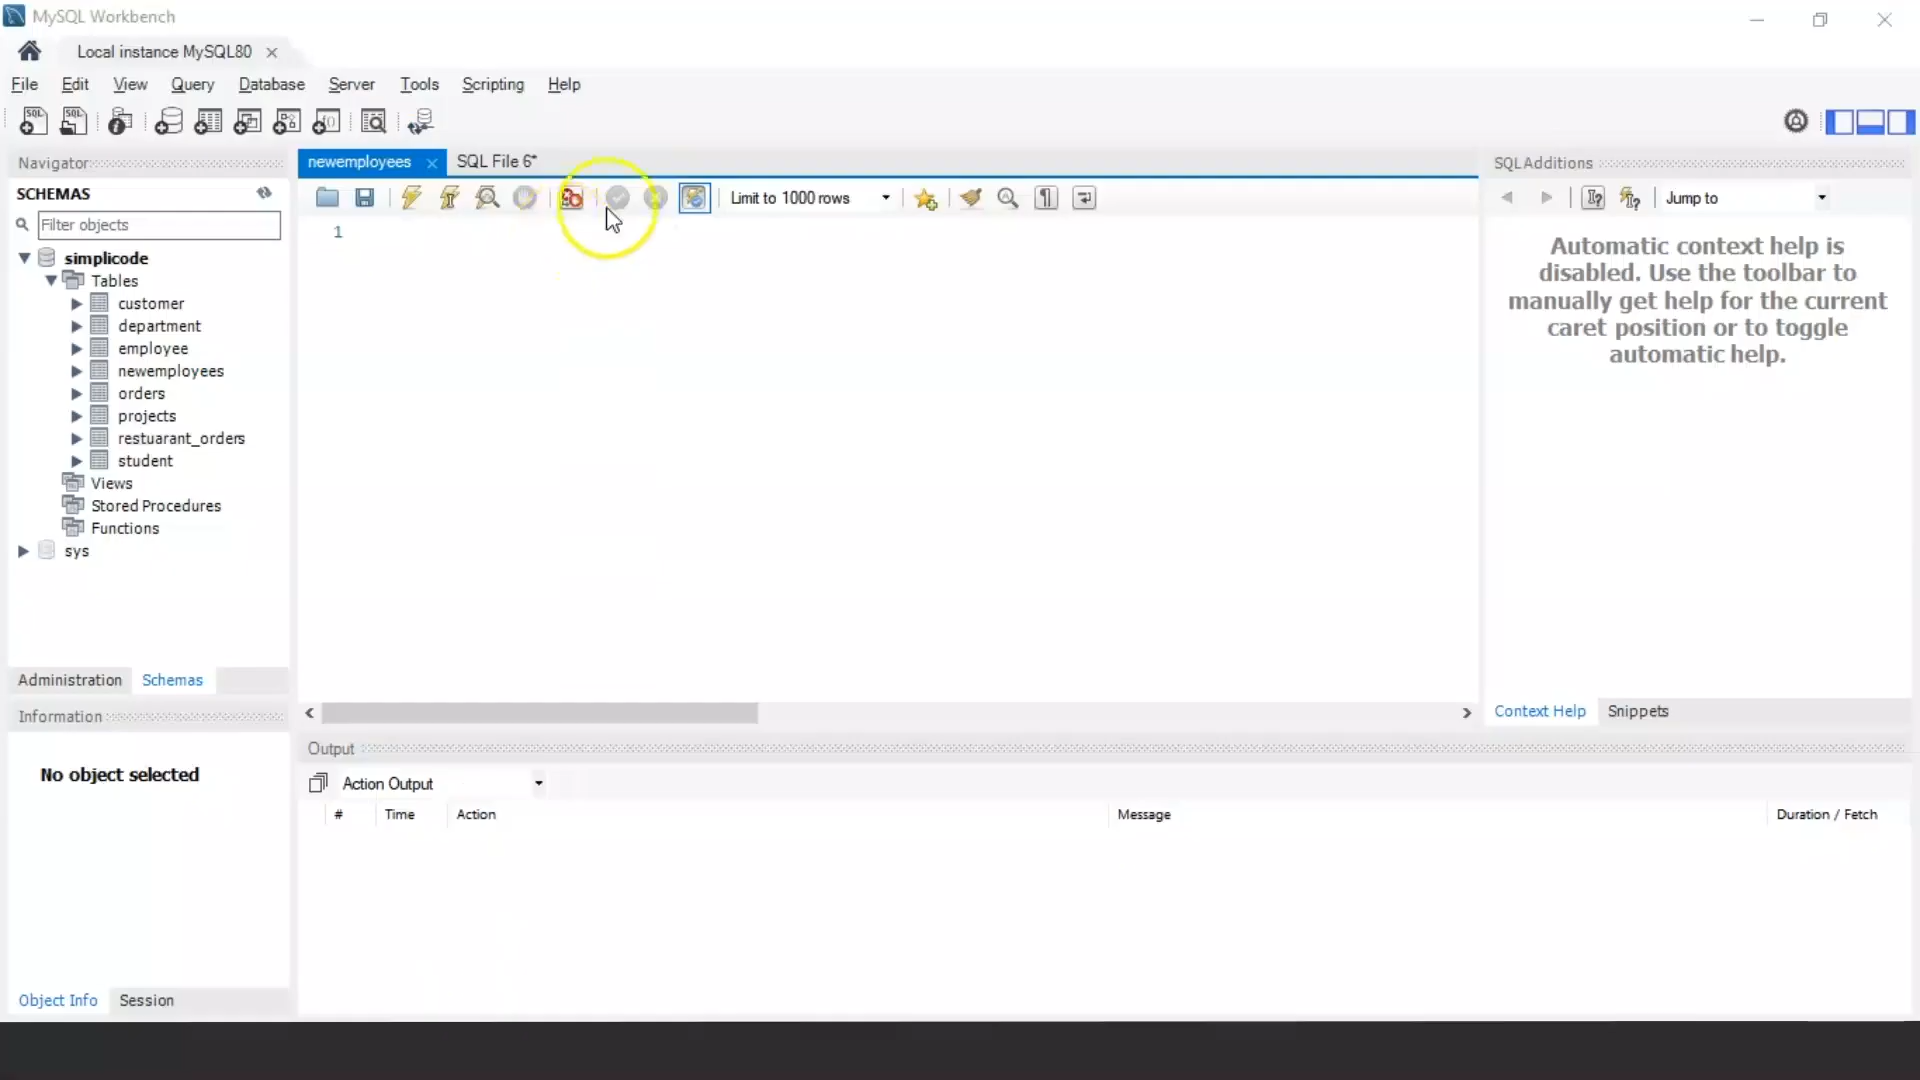 MySQL Workbench
Local instance MySQL80
File Edit View Query Database Server Tools Scripting Help
SQL SQL
Navigator
SCHEMAS
Filter objects
simplicode
Tables
customer
department
employee
newemployees
orders
projects
restuarant_orders
student
Views
Stored Procedures
Functions
sys
Administration Schemas
Information
No object selected
Object Info Session
newemployees SQL File 6*
Limit to 1000 rows
1
Output
Action Output
# Time Action Message Duration / Fetch
SQLAdditions
Jump to
Automatic context help is
disabled. Use the toolbar to
manually get help for the current
caret position or to toggle
automatic help.
Context Help Snippets